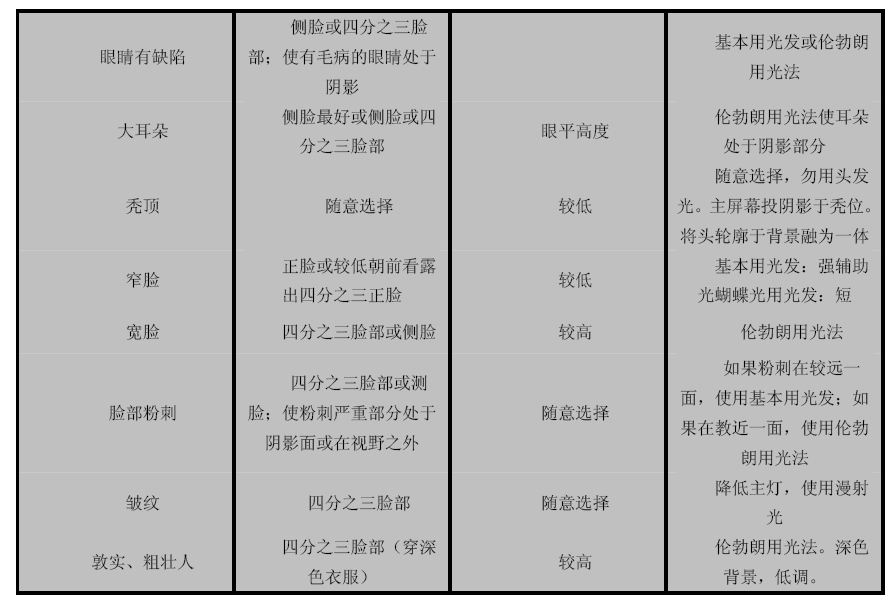 眼睛有缺陷
侧脸或四分之三脸
部；使有毛病的眼睛处于
阴影
基本用光发或伦勃朗
用光法
大耳朵
侧脸最好或侧脸或四
分之三脸部
眼平高度
伦勃朗用光法使耳朵
处于阴影部分
秃顶
随意选择
较低
随意选择，勿用头发
光。主屏幕投阴影于秃位。
将头轮廓于背景融为一体
窄脸
正脸或较低朝前看露
出四分之三正脸
较低
基本用光发：强辅助
光蝴蝶光用光发：短
宽脸
四分之三脸部或侧脸
较高
伦勃朗用光法
脸部粉刺
四分之三脸部或测
脸；使粉刺严重部分处于
阴影面或在视野之外
随意选择
如果粉刺在较远一
面，使用基本用光发；如
果在教近一面，使用伦勃
朗用光法
皱纹
四分之三脸部
随意选择
降低主灯，使用漫射
光
敦实、粗壮人
四分之三脸部（穿深
色衣服）
较高
伦勃朗用光法。深色
背景，低调。